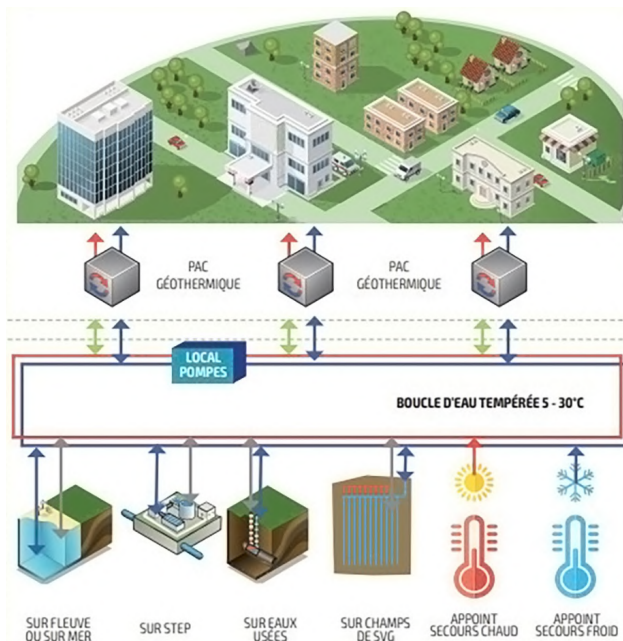 PAC
GÉOTHERMIQUE
PAC
GÉOTHERMIQUE
LOCAL
POMPES
BOUCLE D'EAU TEMPÉRÉE 5 - 30°C
SUR FLEUVE
OU SUR MER
SUR STEP
SUR EAUX
USÉES
SUR CHAMPS
DE SVG
APPOINT
SECOURS CHAUD
APPOINT
SECOURS FROID